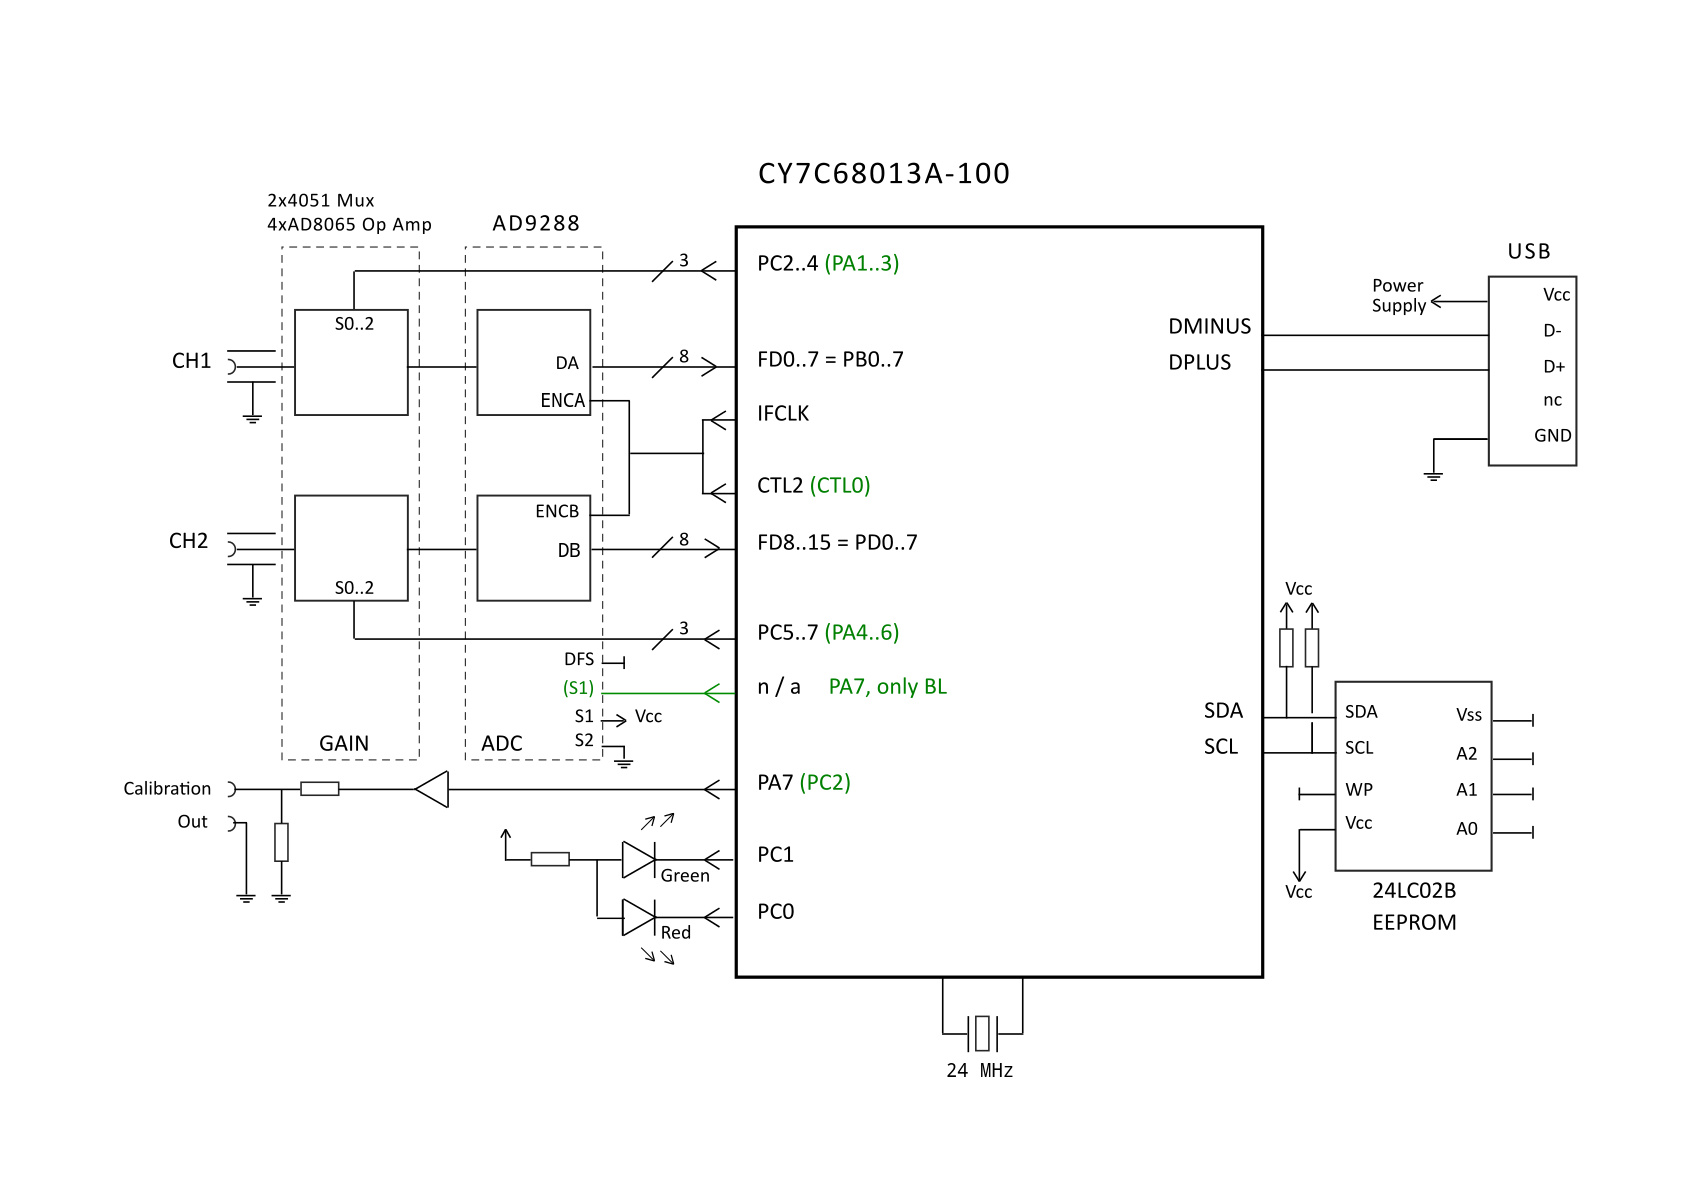 CY7C68013A-100
2x4051 Mux
4xAD8065 Op Amp
AD9288
USB
3
PC2..4 (PA1..3)
Power
Supply
Vcc
S0..2
DMINUS
D-
CH1
DA
8
FD0..7 = PB0..7
DPLUS
D+
ENCA
IFCLK
nc
GND
CTL2 (CTL0)
ENCB
CH2
DB
8
FD8..15 = PD0..7
S0..2
Vcc
3
PC5..7 (PA4..6)
DFS
(S1)
n / a PA7, only BL
S1
Vcc
SDA
SDA
Vss
GAIN
ADC
S2
SCL
SCL
A2
Calibration
Out
PA7 (PC2)
WP
A1
Vcc
A0
PC1
Green
Vcc
24LC02B
EEPROM
PC0
Red
24 MHz